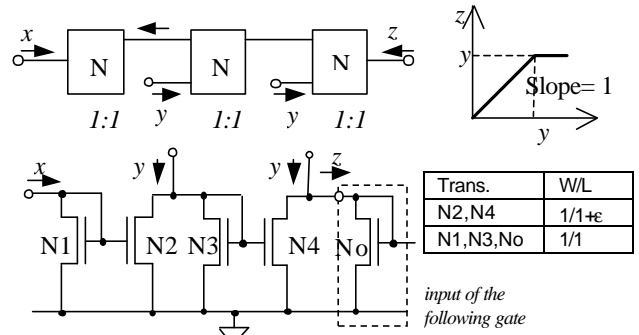 x
z
N
N
N
y
y
1:1
1:1
1:1
z
y
Slope= 1
y
x
y
y
z
N1
N2
N3
N4
No
Trans. W/L
N2,N4 1/1+ε
N1,N3,No 1/1
input of the
following gate